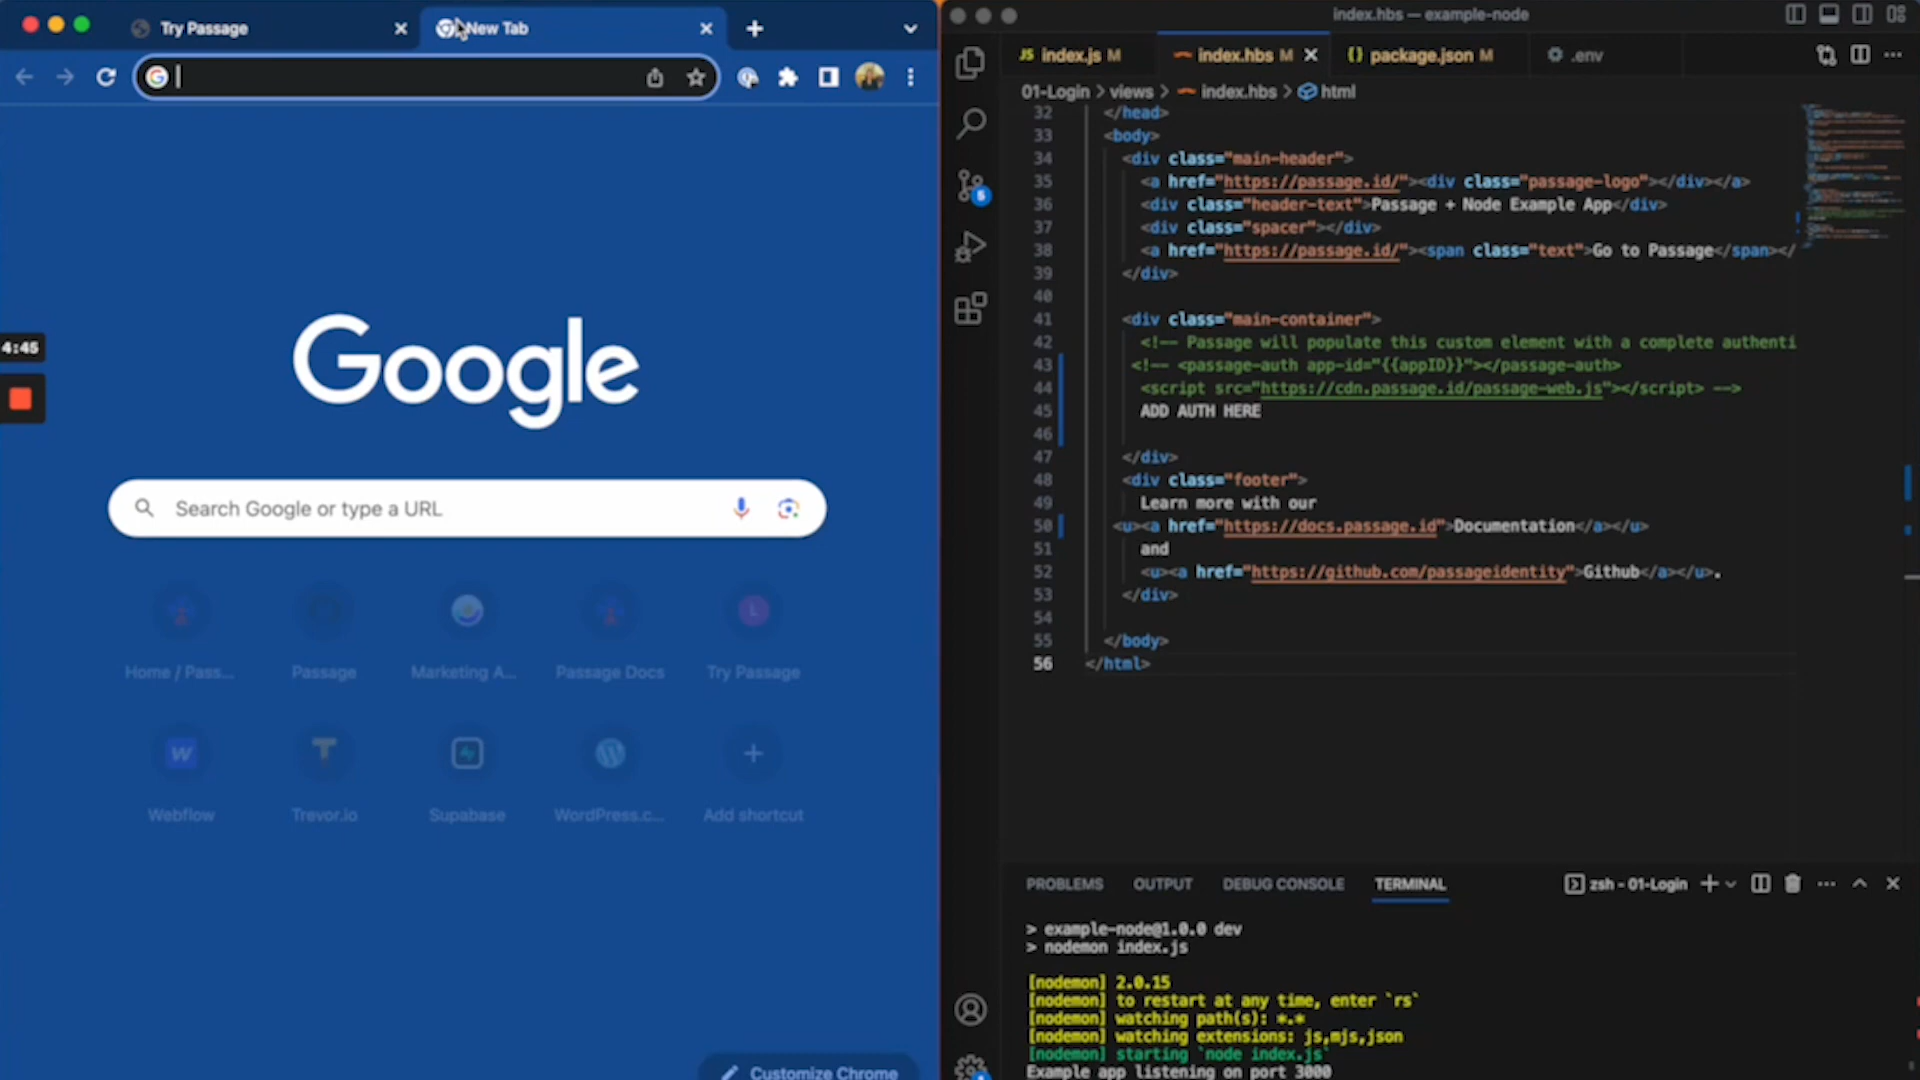 Try Passage
New Tab
4:45
Google
Search Google or type a URL
Home / Pass...
Passage
Marketing A...
Passage Docs
Try Passage
Webflow
Trevor.io
Supabase
WordPress.c...
Add shortcut
Customize Chrome
index.hbs — example-node
JS index.js M
index.hbs M
{} package.json M
.env
01-Login > views > index.hbs > html
5
32 </head>
33 <body>
34 <div class="main-header">
35 <a href="https://passage.id/"><div class="passage-logo"></div></a>
36 <div class="header-text">Passage + Node Example App</div>
37 <div class="spacer"></div>
38 <a href="https://passage.id/"><span class="text">Go to Passage</span></
39 </div>
40
41 <div class="main-container">
42 <!-- Passage will populate this custom element with a complete authenti
43 <!-- <passage-auth app-id="{{appID}}"></passage-auth>
44 <script src="https://cdn.passage.id/passage-web.js"></script> -->
45 ADD AUTH HERE
46
47 </div>
48 <div class="footer">
49 Learn more with our
50 <u><a href="https://docs.passage.id">Documentation</a></u>
51 and
52 <u><a href="https://github.com/passageidentity">Github</a></u>.
53 </div>
54
55 </body>
56 </html>
PROBLEMS
OUTPUT
DEBUG CONSOLE
TERMINAL
zsh - 01-Login
> example-node@1.0.0 dev
> nodemon index.js
[nodemon] 2.0.15
[nodemon] to restart at any time, enter `rs`
[nodemon] watching path(s): *.*
[nodemon] watching extensions: js,mjs,json
[nodemon] starting `node index.js`
Example app listening on port 3000